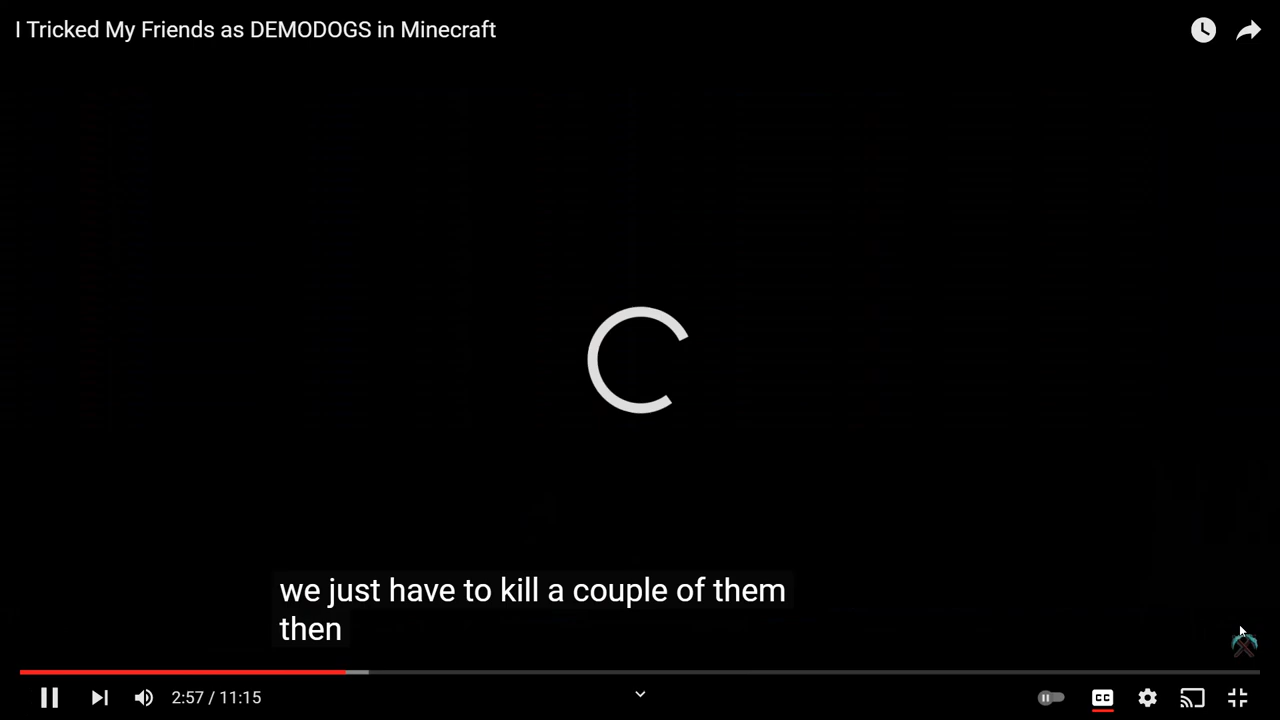 I Tricked My Friends as DEMODOGS in Minecraft
we just have to kill a couple of them
then
2:57 / 11:15
CC